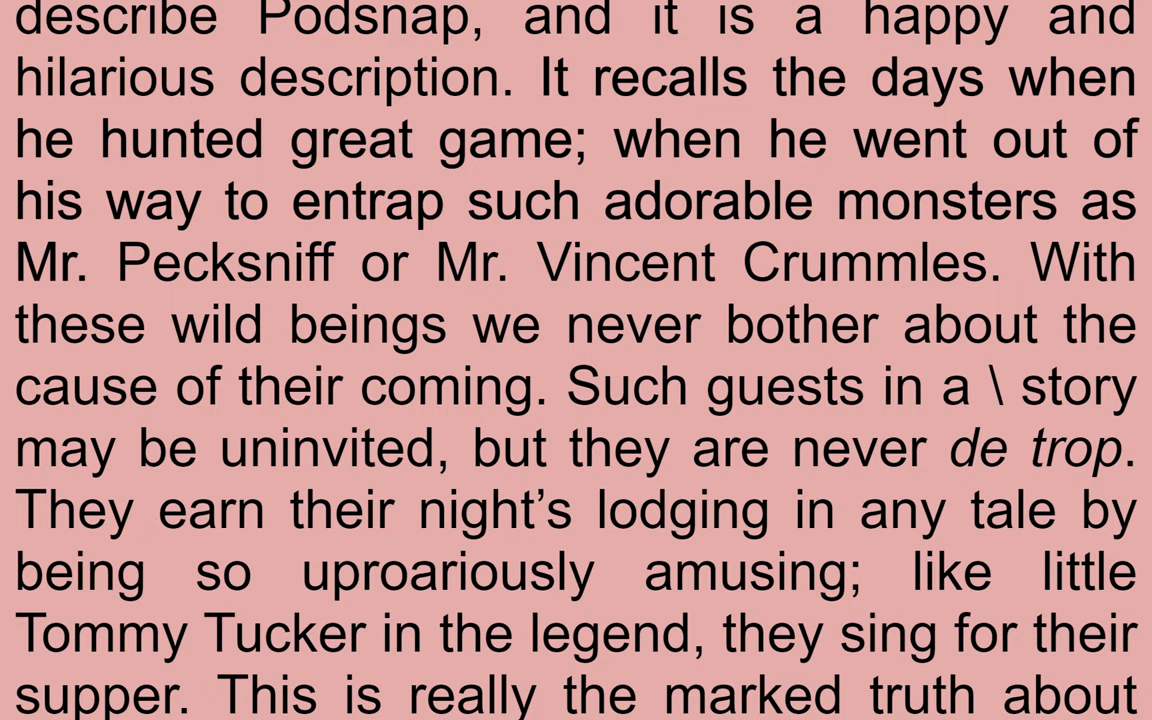 describe Podsnap, and it is a happy and
hilarious description. It recalls the days when
he hunted great game; when he went out of
his way to entrap such adorable monsters as
Mr. Pecksniff or Mr. Vincent Crummles. With
these wild beings we never bother about the
cause of their coming. Such guests in a \ story
may be uninvited, but they are never de trop.
They earn their night’s lodging in any tale by
being so uproariously amusing; like little
Tommy Tucker in the legend, they sing for their
supper. This is really the marked truth about